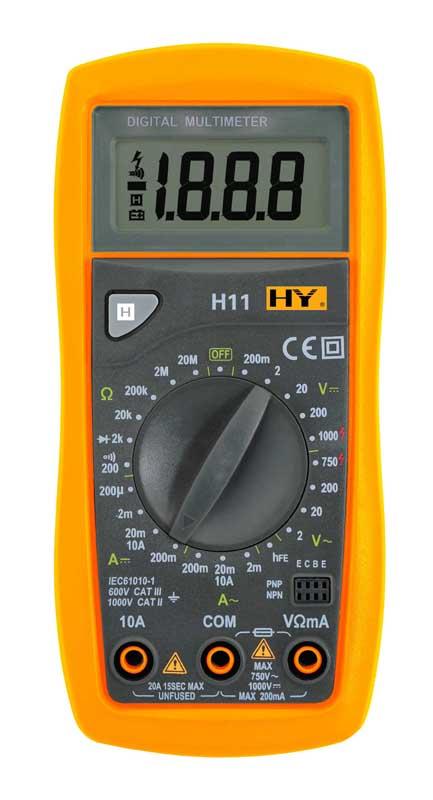 DIGITAL MULTIMETER
H
1.8.8.8
H
H11 HY®
CE
OFF
20M 200m
2M 2
Ω 200k 20 V
20k 200
2k 1000
200 750
200µ 200
2m 20
20m 10A 2 V~
A 200m 200m 20m 10A 2m hFE
A~
E C B E
PNP
NPN
IEC61010-1
600V CAT III
1000V CAT II
10A COM VΩmA
MAX
750V~
1000V
20A 15SEC MAX
UNFUSED
MAX 200mA